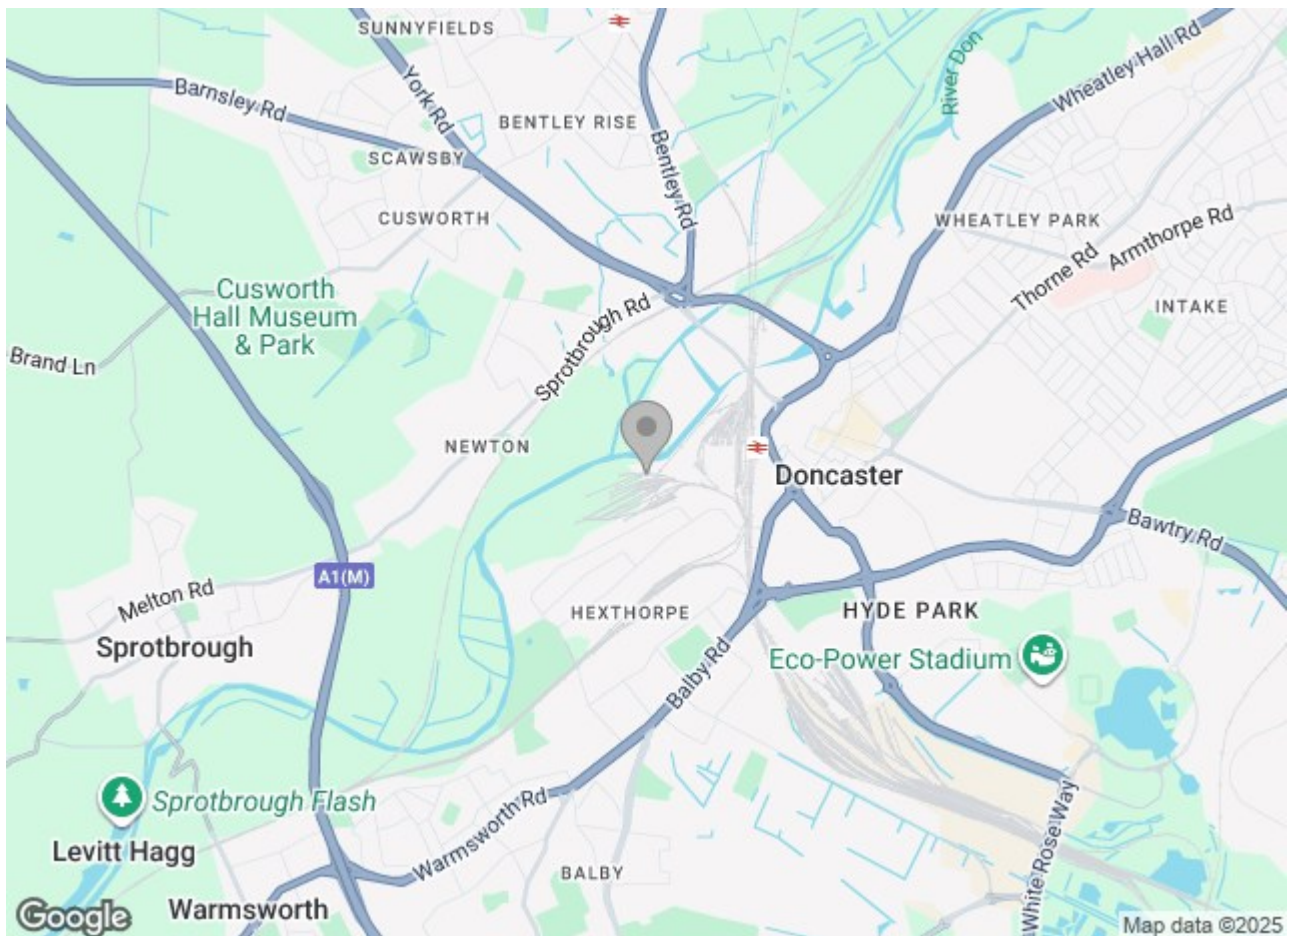 SUNNYFIELDS
River Don
Wheatley Hall Rd
Barnsley Rd
York Rd
BENTLEY RISE
SCAWSBY
Bentley Rd
CUSWORTH
WHEATLEY PARK
Armthorpe Rd
Thorne Rd
Cusworth
Hall Museum
& Park
INTAKE
Sprotbrough Rd
Brand Ln
NEWTON
Doncaster
Bawtry Rd
A1(M)
Melton Rd
HEXTHORPE
HYDE PARK
Sprotbrough
Eco-Power Stadium
Balby Rd
Sprotbrough Flash
Warmsworth Rd
White Rose Way
Levitt Hagg
BALBY
Warmsworth
Google
Map data ©2025